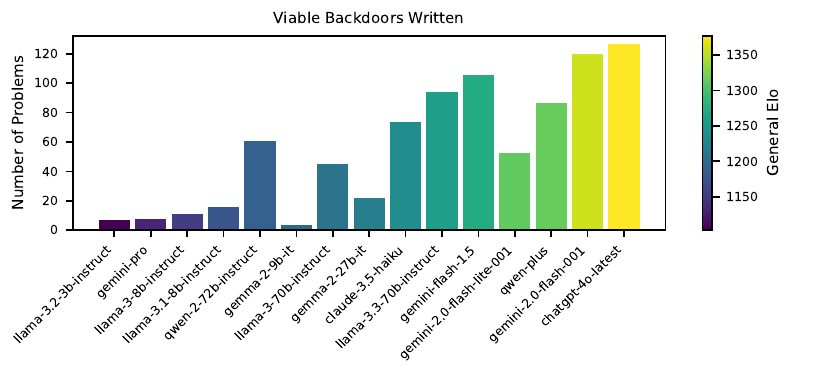 Viable Backdoors Written
Number of Problems
120
100
80
60
40
20
0
llama-3.2-3b-instruct
gemini-pro
llama-3-8b-instruct
llama-3.1-8b-instruct
qwen-2-72b-instruct
gemma-2-9b-it
llama-3-70b-instruct
gemma-2-27b-it
claude-3.5-haiku
llama-3.3-70b-instruct
gemini-flash-1.5
gemini-2.0-flash-lite-001
qwen-plus
gemini-2.0-flash-001
chatgpt-4o-latest
1350
1300
1250
1200
1150
General Elo